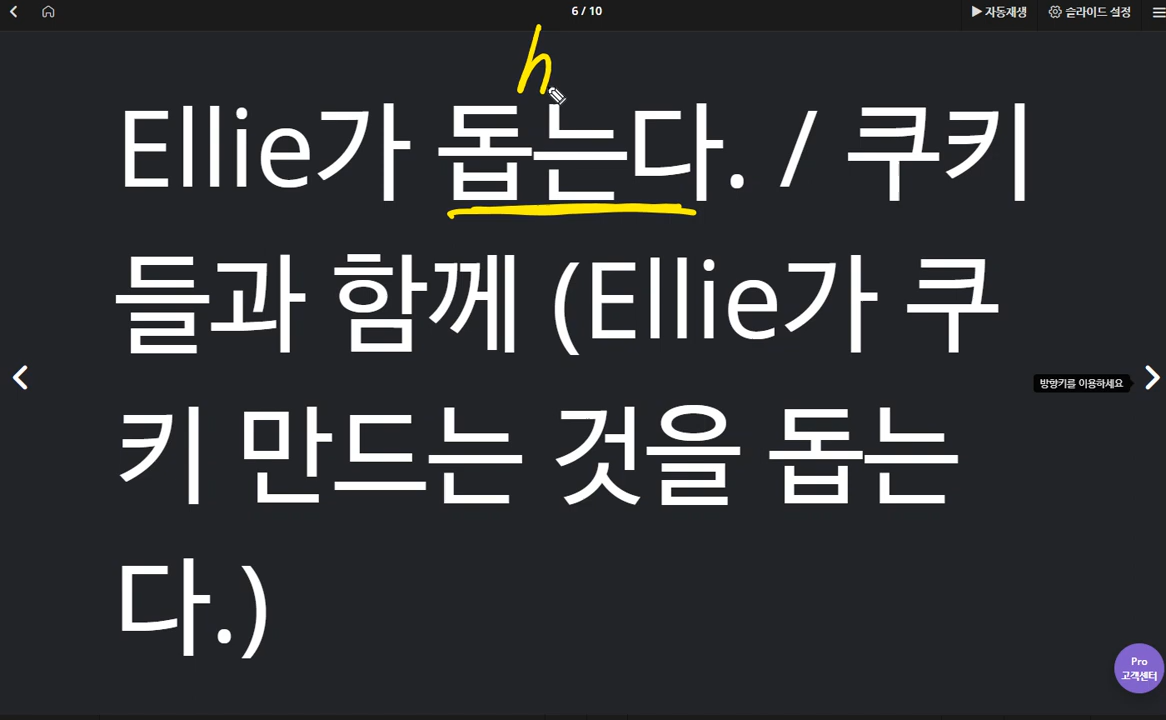 6 / 10
자동재생
슬라이드 설정
h
Ellie가 돕는다. / 쿠키
들과 함께 (Ellie가 쿠
방향키를 이용하세요
키 만드는 것을 돕는
다.)
Pro
고객센터